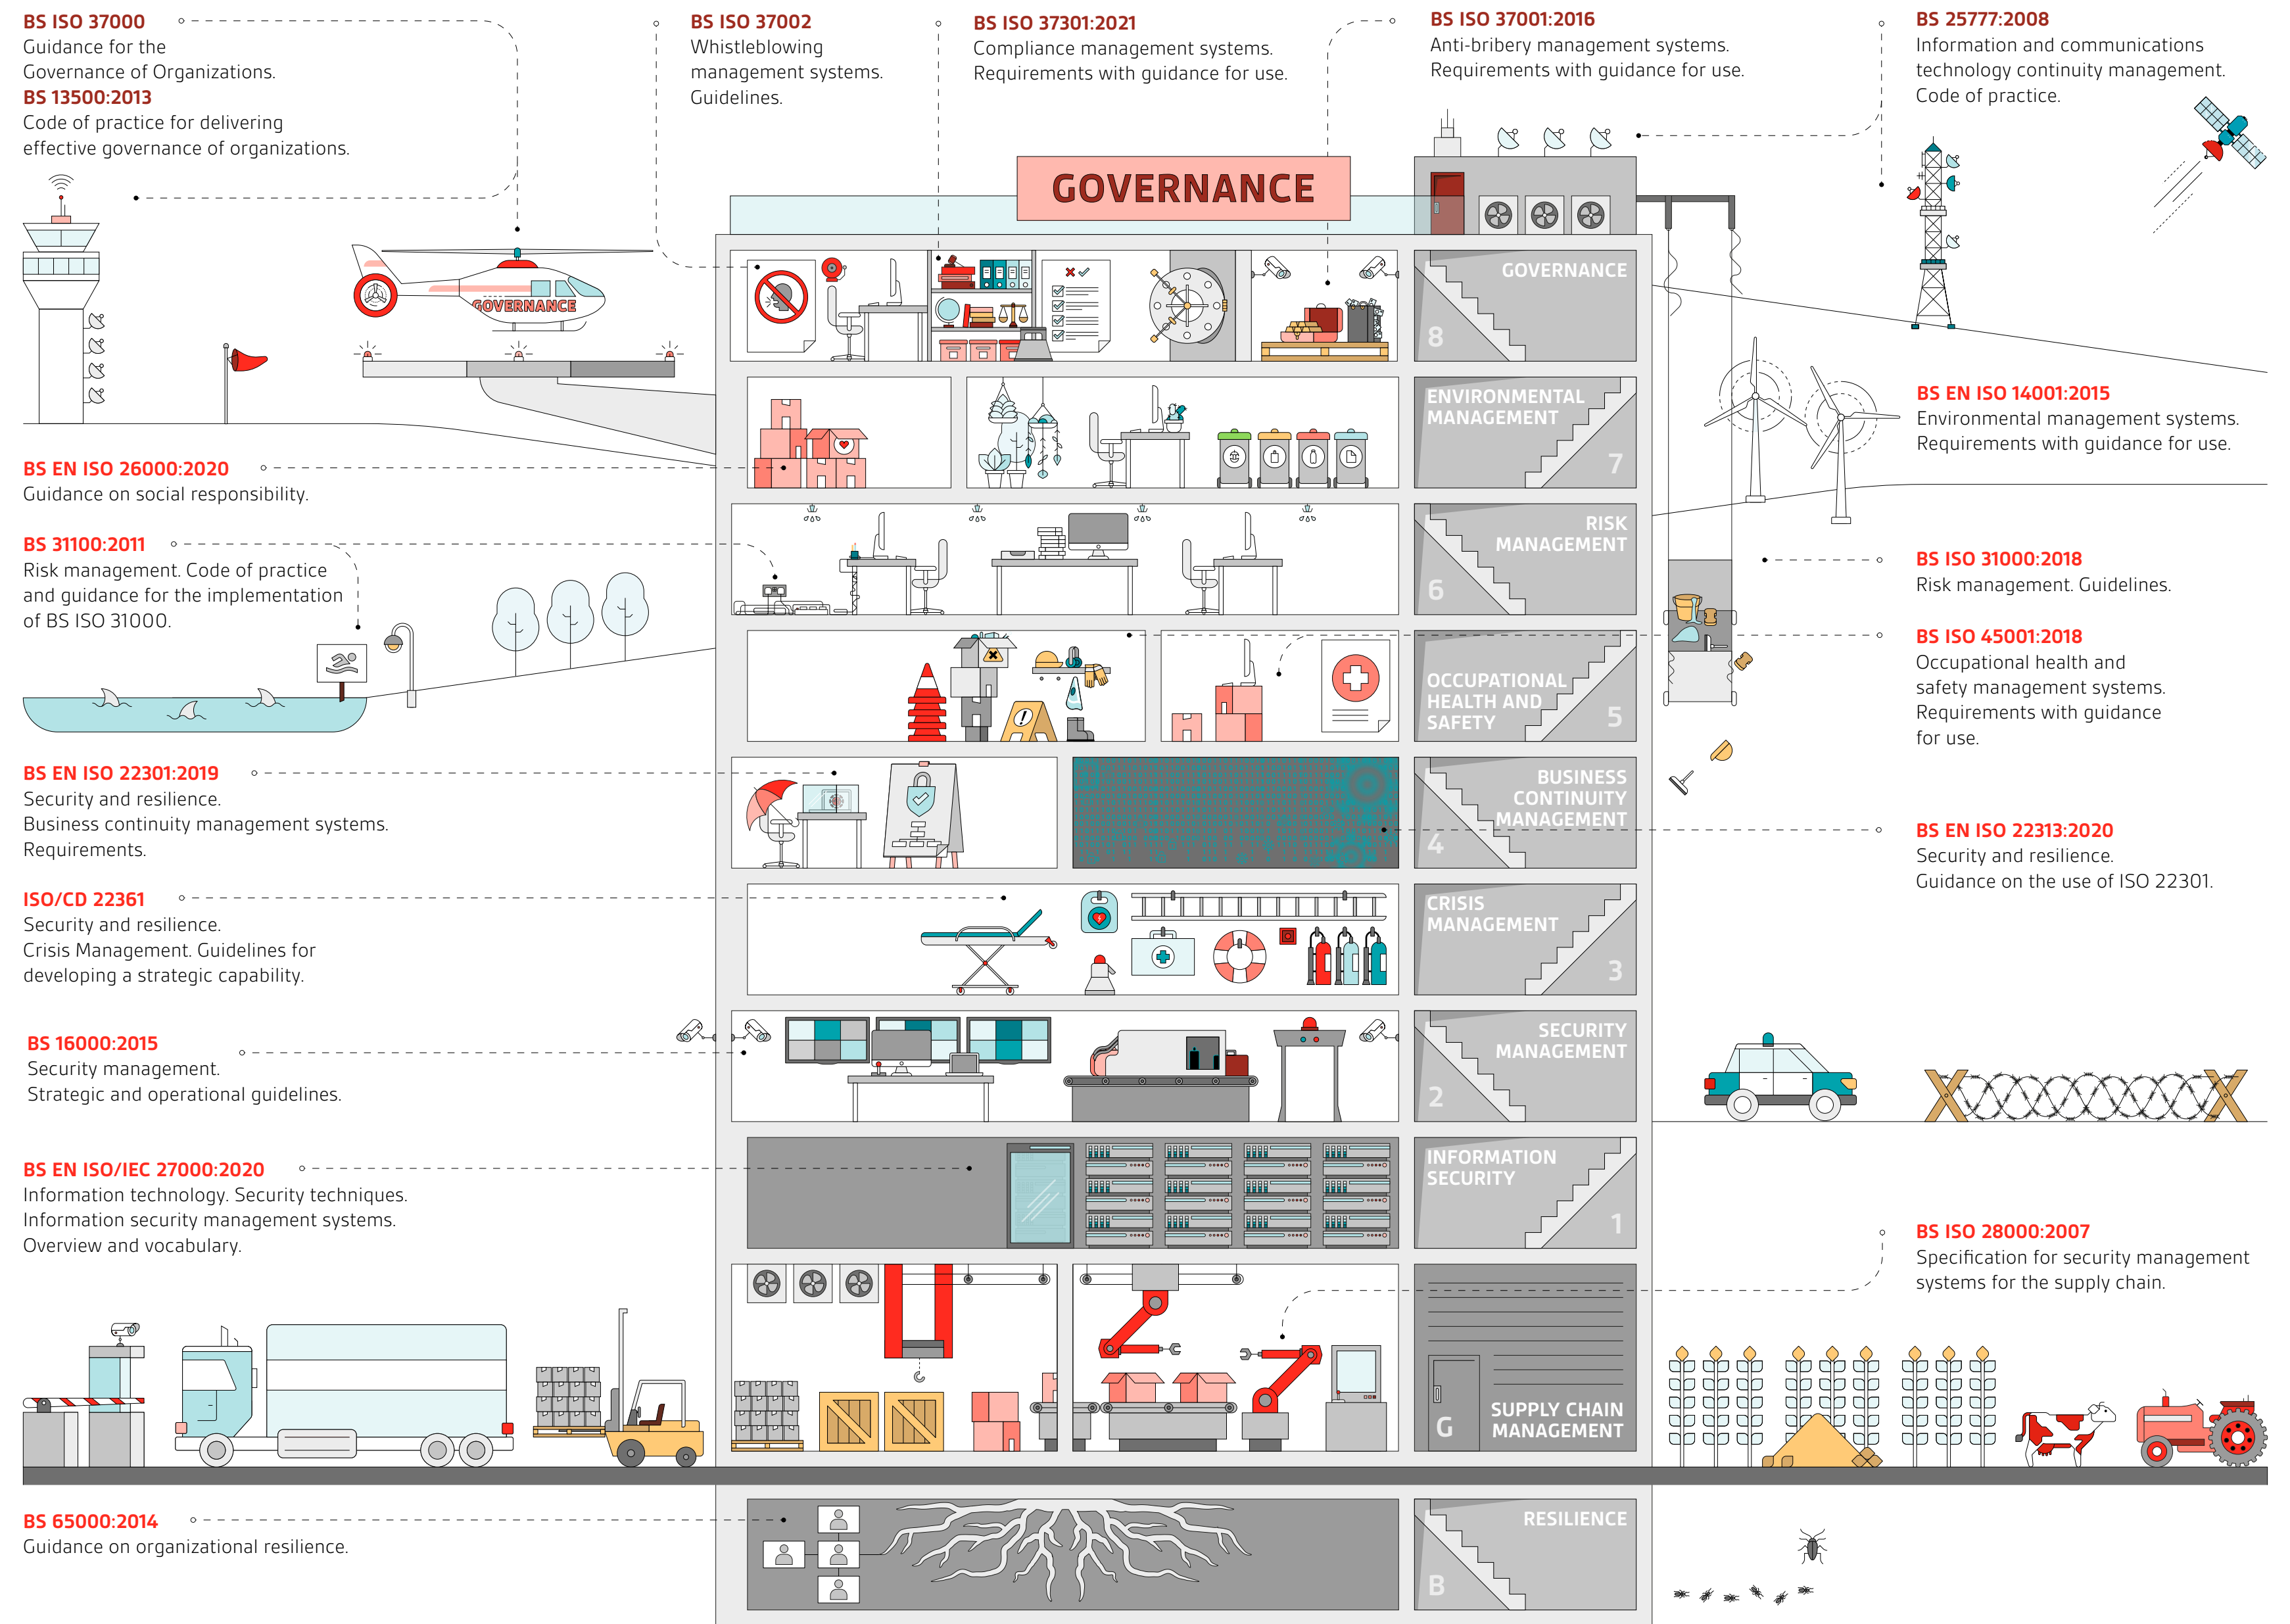 BS ISO 37000
Guidance for the
Governance of Organizations.
BS 13500:2013
Code of practice for delivering
effective governance of organizations.
BS ISO 37002
Whistleblowing
management systems.
Guidelines.
BS ISO 37301:2021
Compliance management systems.
Requirements with guidance for use.
BS ISO 37001:2016
Anti-bribery management systems.
Requirements with guidance for use.
BS 25777:2008
Information and communications
technology continuity management.
Code of practice.
GOVERNANCE
GOVERNANCE
GOVERNANCE
8
BS EN ISO 26000:2020
Guidance on social responsibility.
ENVIRONMENTAL
MANAGEMENT
7
BS EN ISO 14001:2015
Environmental management systems.
Requirements with guidance for use.
BS 31100:2011
Risk management. Code of practice
and guidance for the implementation
of BS ISO 31000.
RISK
MANAGEMENT
6
BS ISO 31000:2018
Risk management. Guidelines.
OCCUPATIONAL
HEALTH AND
SAFETY
5
BS ISO 45001:2018
Occupational health and
safety management systems.
Requirements with guidance
for use.
BS EN ISO 22301:2019
Security and resilience.
Business continuity management systems.
Requirements.
BUSINESS
CONTINUITY
MANAGEMENT
4
BS EN ISO 22313:2020
Security and resilience.
Guidance on the use of ISO 22301.
ISO/CD 22361
Security and resilience.
Crisis Management. Guidelines for
developing a strategic capability.
CRISIS
MANAGEMENT
3
BS 16000:2015
Security management.
Strategic and operational guidelines.
SECURITY
MANAGEMENT
2
BS EN ISO/IEC 27000:2020
Information technology. Security techniques.
Information security management systems.
Overview and vocabulary.
INFORMATION
SECURITY
1
BS ISO 28000:2007
Specification for security management
systems for the supply chain.
G
SUPPLY CHAIN
MANAGEMENT
BS 65000:2014
Guidance on organizational resilience.
RESILIENCE
B